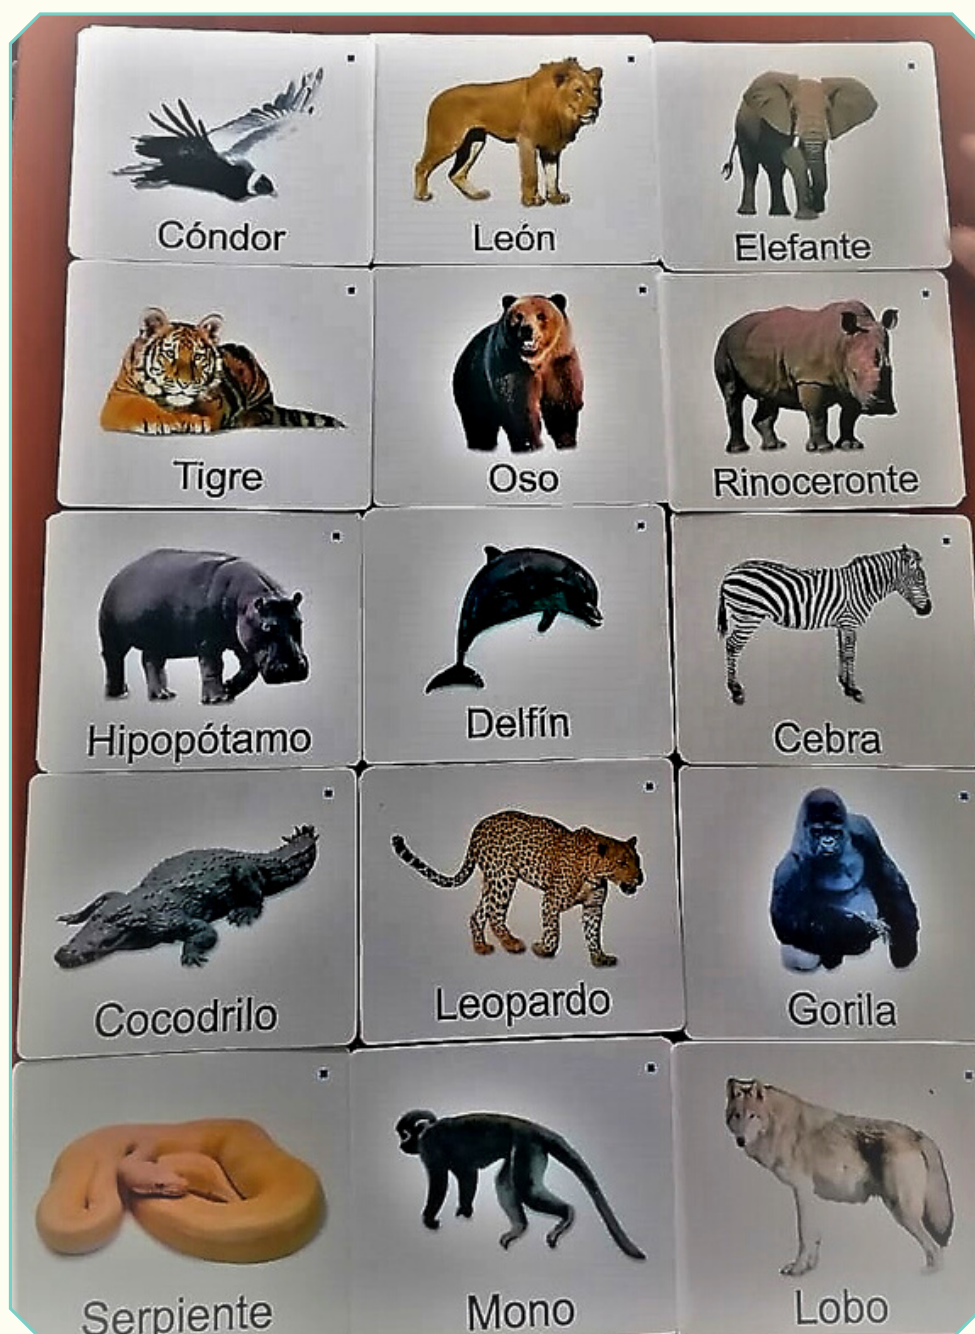 Cóndor
León
Elefante
Tigre
Oso
Rinoceronte
Hipopótamo
Delfín
Cebra
Cocodrilo
Leopardo
Gorila
Serpiente
Mono
Lobo